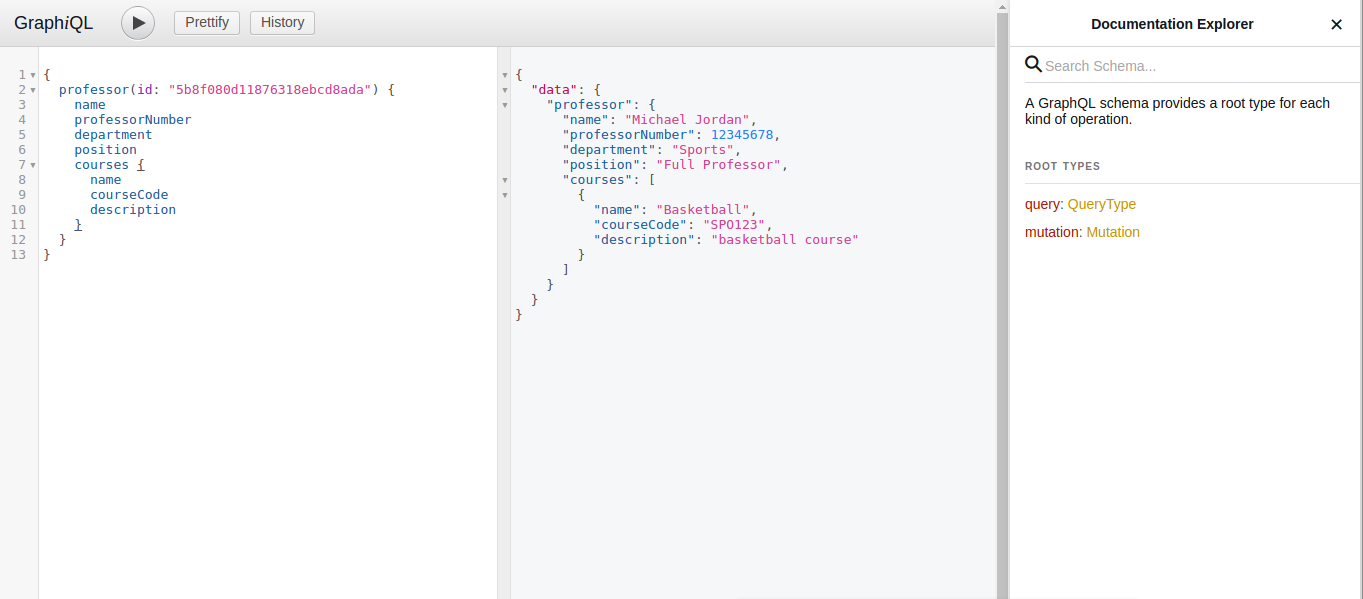 GraphiQL
Prettify
History
1 {
2 professor(id: "5b8f080d11876318ebcd8ada") {
3 name
4 professorNumber
5 department
6 position
7 courses {
8 name
9 courseCode
10 description
11 }
12 }
13 }
{
"data": {
"professor": {
"name": "Michael Jordan",
"professorNumber": 12345678,
"department": "Sports",
"position": "Full Professor",
"courses": [
{
"name": "Basketball",
"courseCode": "SPO123",
"description": "basketball course"
}
]
}
}
}
Documentation Explorer
Search Schema...
A GraphQL schema provides a root type for each
kind of operation.
ROOT TYPES
query: QueryType
mutation: Mutation